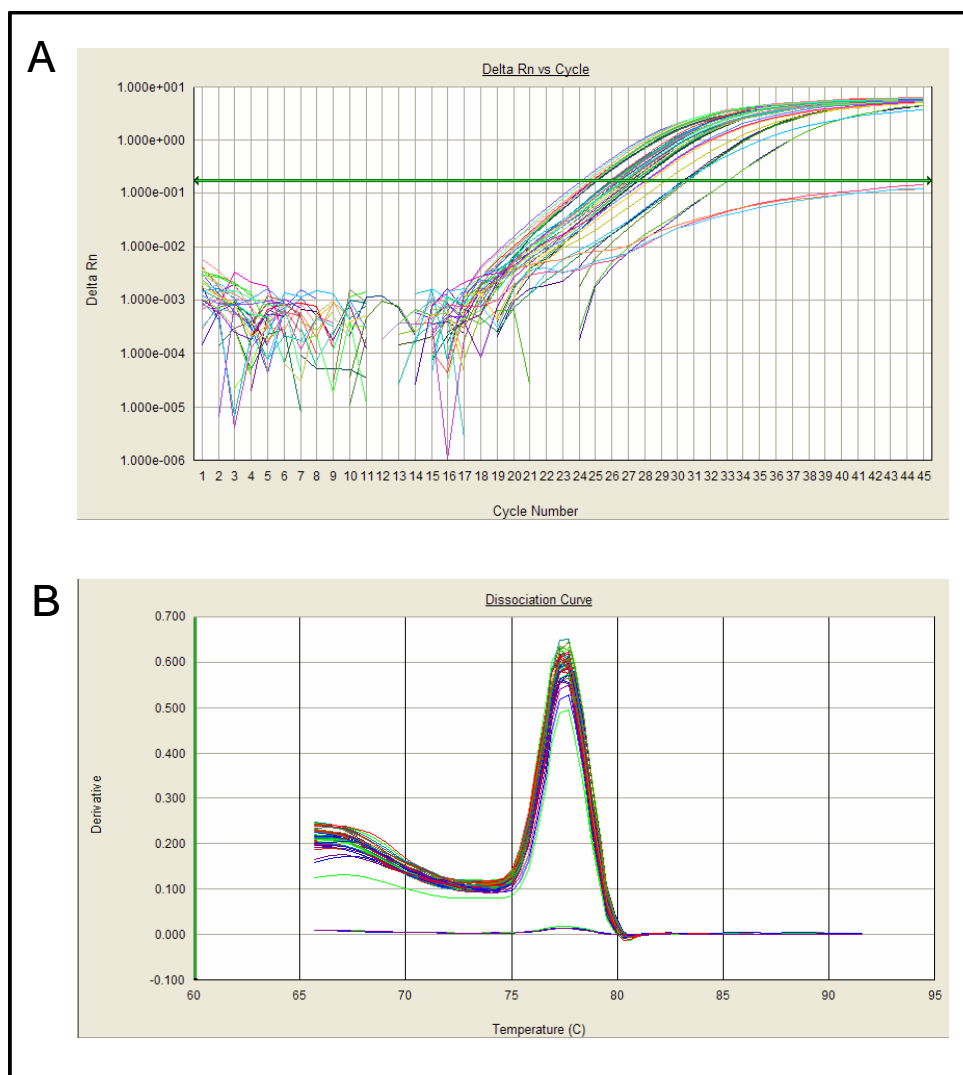 A
Delta Rn vs Cycle
1.000e+001
1.000e+000
1.000e-001
1.000e-002
1.000e-003
1.000e-004
1.000e-005
1.000e-006
Delta Rn
1 2 3 4 5 6 7 8 9 10 11 12 13 14 15 16 17 18 19 20 21 22 23 24 25 26 27 28 29 30 31 32 33 34 35 36 37 38 39 40 41 42 43 44 45
Cycle Number
B
Dissociation Curve
0.700
0.600
0.500
0.400
0.300
0.200
0.100
0.000
-0.100
Derivative
60 65 70 75 80 85 90 95
Temperature (C)